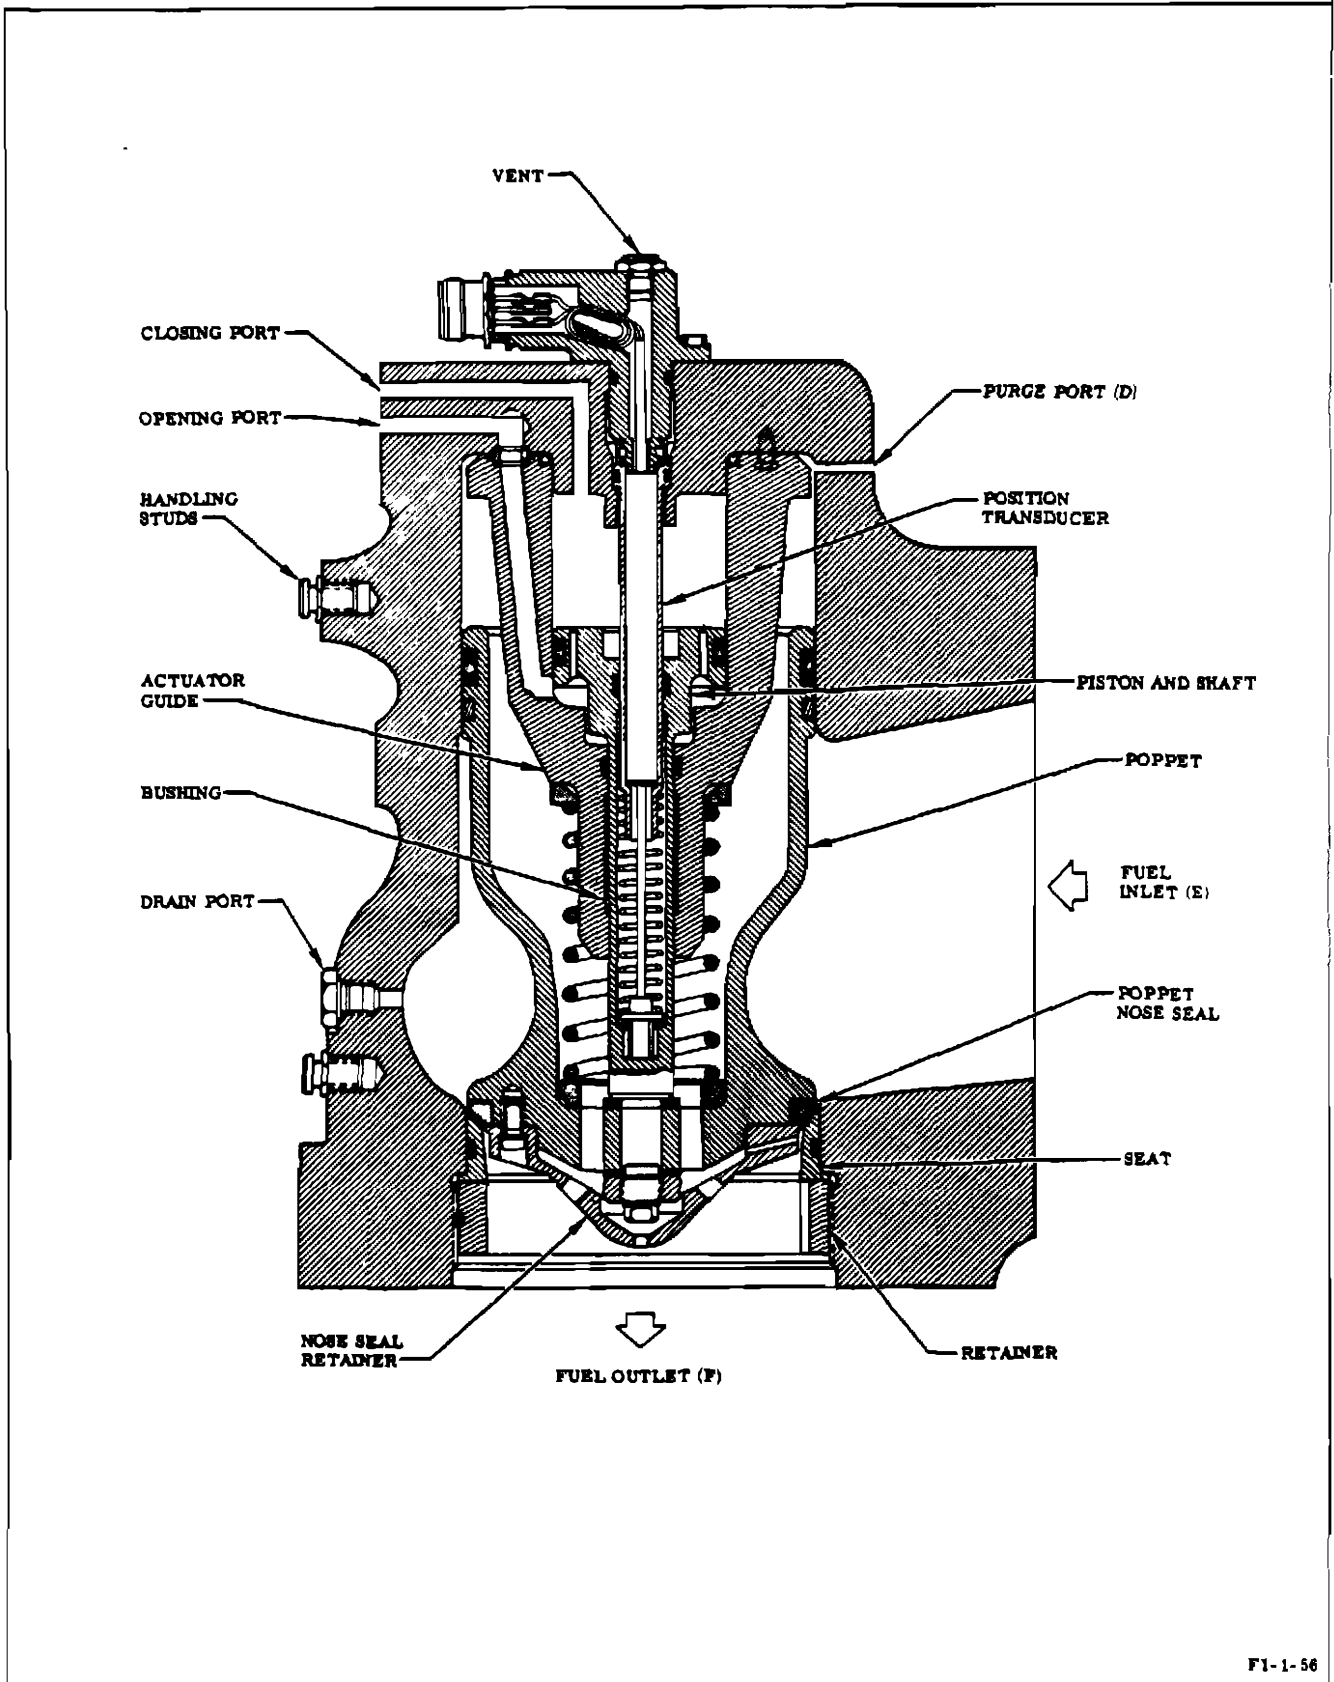 VENT
CLOSING PORT
OPENING PORT
HANDLING
STUDS
ACTUATOR
GUIDE
BUSHING
DRAIN PORT
PURGE PORT (D)
POSITION
TRANSDUCER
PISTON AND SHAFT
POPPET
FUEL
INLET (E)
POPPET
NOSE SEAL
SEAT
RETAINER
NOSE SEAL
RETAINER
FUEL OUTLET (F)
F1-1-56